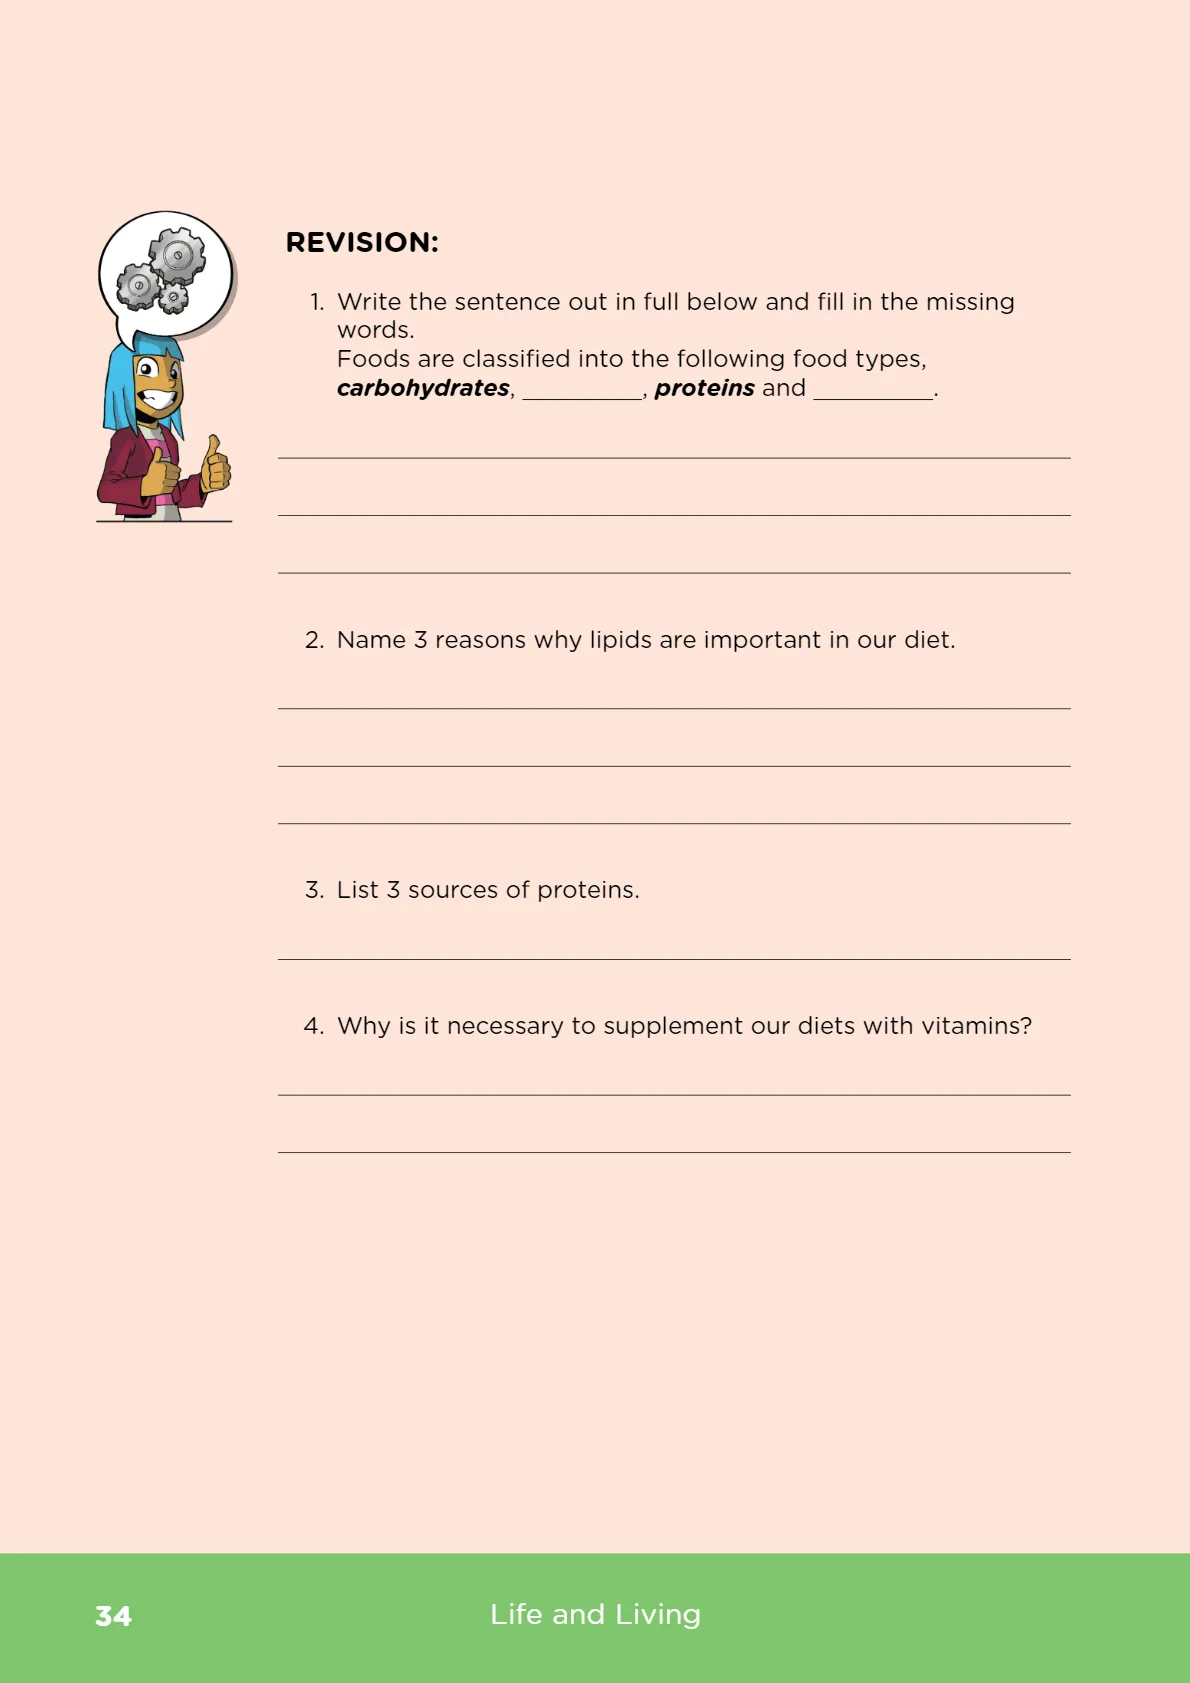 REVISION:
1. Write the sentence out in full below and fill in the missing
words.
Foods are classified into the following food types,
carbohydrates, _________, proteins and _________.
2. Name 3 reasons why lipids are important in our diet.
3. List 3 sources of proteins.
4. Why is it necessary to supplement our diets with vitamins?
34
Life and Living